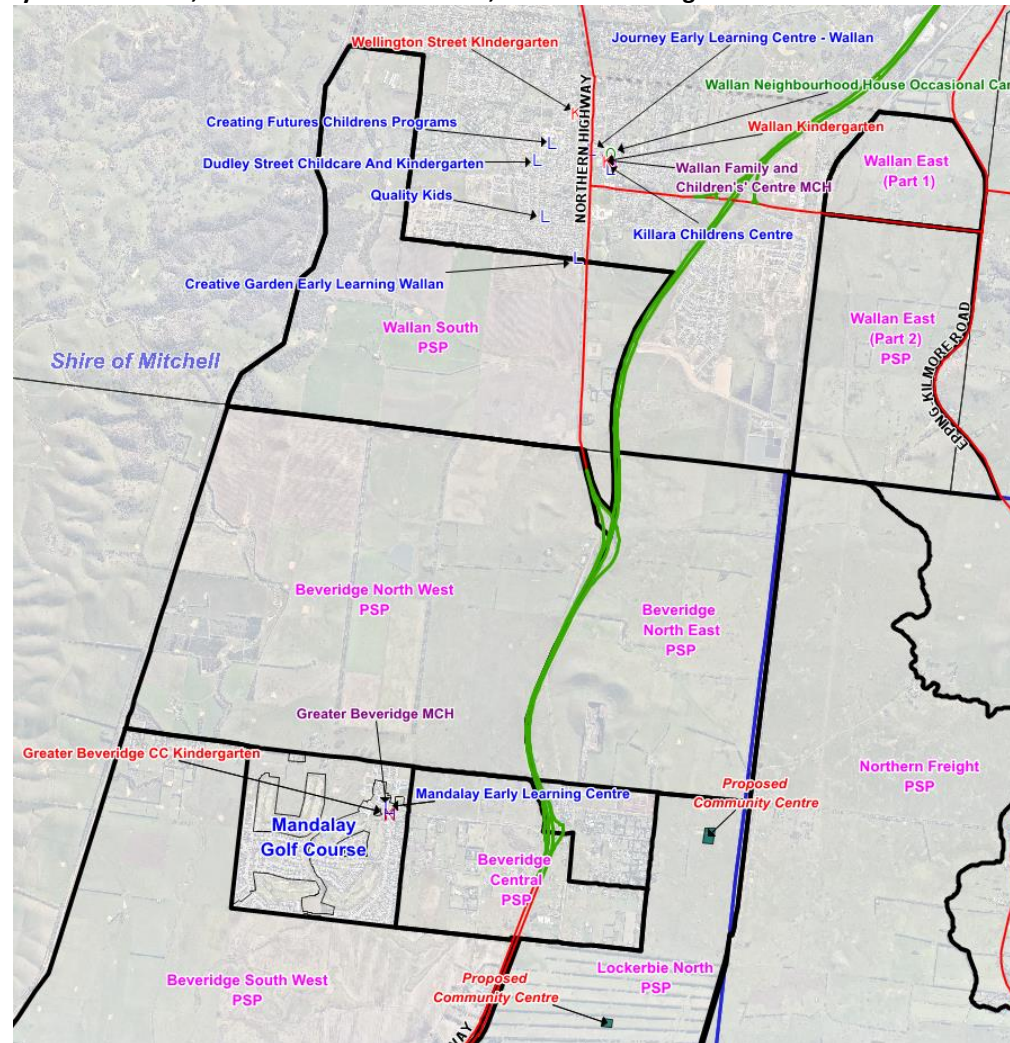 Wellington Street KIndergarten
Journey Early Learning Centre - Wallan
Wallan Neighbourhood House Occasional Car
Creating Futures Childrens Programs
Wallan Kindergarten
Dudley Street Childcare And Kindergarten
Wallan Family and
Children's' Centre MCH
Wallan East
(Part 1)
Quality Kids
NORTHERN HIGHWAY
Killara Childrens Centre
Creative Garden Early Learning Wallan
Wallan South
PSP
Wallan East
(Part 2)
PSP
EPPING-KILMORE ROAD
Shire of Mitchell
Beveridge North West
PSP
Beveridge
North East
PSP
Greater Beveridge MCH
Greater Beveridge CC Kindergarten
Mandalay Early Learning Centre
Proposed
Community Centre
Northern Freight
PSP
Mandalay
Golf Course
Beveridge
Central
PSP
Beveridge South West
PSP
Proposed
Community Centre
Lockerbie North
PSP
WAY